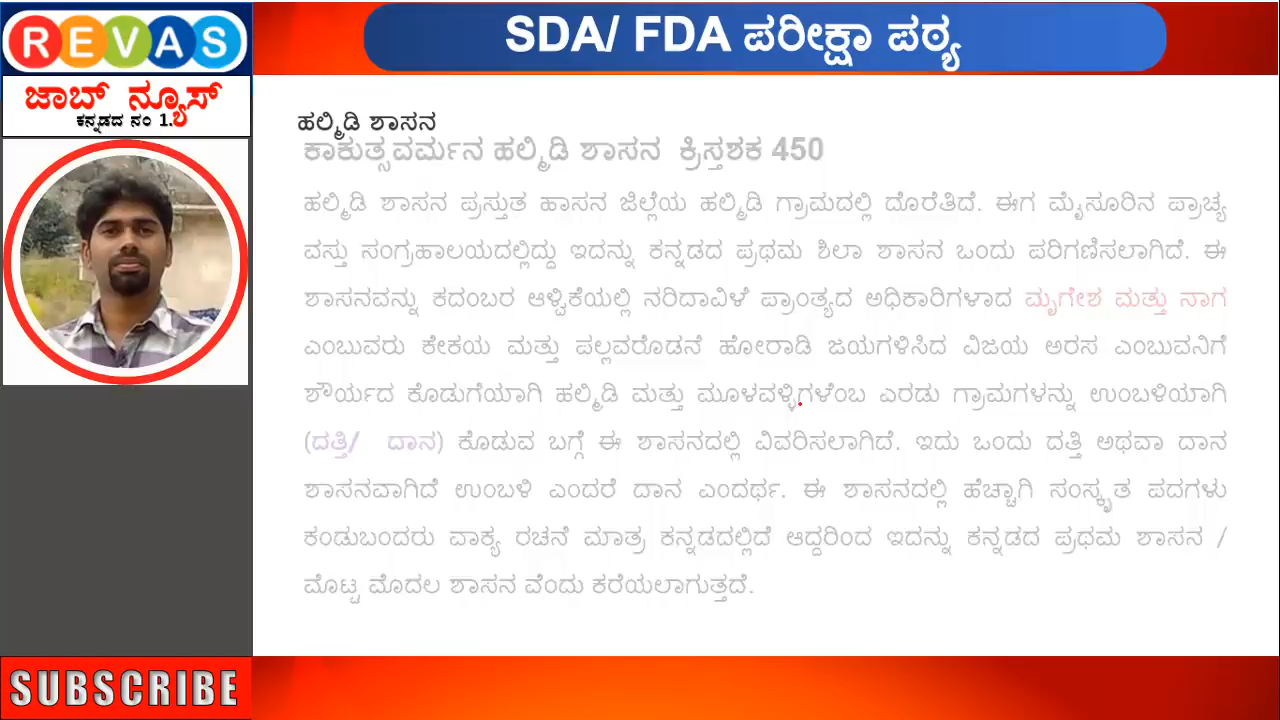 REVAS
ಜಾಬ್ ನ್ಯೂಸ್
ಕನ್ನಡದ ನಂ 1.
SDA/ FDA ಪರೀಕ್ಷಾ ಪಠ್ಯ
ಹಲ್ಮಿಡಿ ಶಾಸನ
ಕಾಕುತ್ಸವರ್ಮನ ಹಲ್ಮಿಡಿ ಶಾಸನ ಕ್ರಿಸ್ತಶಕ 450
ಹಲ್ಮಿಡಿ ಶಾಸನ ಪ್ರಸ್ತುತ ಹಾಸನ ಜಿಲ್ಲೆಯ ಹಲ್ಮಿಡಿ ಗ್ರಾಮದಲ್ಲಿ ದೊರೆತಿದೆ. ಈಗ ಮೈಸೂರಿನ ಪ್ರಾಚ್ಯ
ವಸ್ತು ಸಂಗ್ರಹಾಲಯದಲ್ಲಿದ್ದು ಇದನ್ನು ಕನ್ನಡದ ಪ್ರಥಮ ಶಿಲಾ ಶಾಸನ ಒಂದು ಪರಿಗಣಿಸಲಾಗಿದೆ. ಈ
ಶಾಸನವನ್ನು ಕದಂಬರ ಆಳ್ವಿಕೆಯಲ್ಲಿ ನರಿದಾವಿಳೆ ಪ್ರಾಂತ್ಯದ ಅಧಿಕಾರಿಗಳಾದ ಮೃಗೇಶ ಮತ್ತು ನಾಗ
ಎಂಬುವರು ಕೇಕಯ ಮತ್ತು ಪಲ್ಲವರೊಡನೆ ಹೋರಾಡಿ ಜಯಗಳಿಸಿದ ವಿಜಯ ಅರಸ ಎಂಬುವನಿಗೆ
ಶೌರ್ಯದ ಕೊಡುಗೆಯಾಗಿ ಹಲ್ಮಿಡಿ ಮತ್ತು ಮೂಳವಳ್ಳಿಗಳೆಂಬ ಎರಡು ಗ್ರಾಮಗಳನ್ನು ಉಂಬಳಿಯಾಗಿ
(ದತ್ತಿ/ ದಾನ) ಕೊಡುವ ಬಗ್ಗೆ ಈ ಶಾಸನದಲ್ಲಿ ವಿವರಿಸಲಾಗಿದೆ. ಇದು ಒಂದು ದತ್ತಿ ಅಥವಾ ದಾನ
ಶಾಸನವಾಗಿದೆ ಉಂಬಳಿ ಎಂದರೆ ದಾನ ಎಂದರ್ಥ. ಈ ಶಾಸನದಲ್ಲಿ ಹೆಚ್ಚಾಗಿ ಸಂಸ್ಕೃತ ಪದಗಳು
ಕಂಡುಬಂದರು ವಾಕ್ಯ ರಚನೆ ಮಾತ್ರ ಕನ್ನಡದಲ್ಲಿದೆ ಆದ್ದರಿಂದ ಇದನ್ನು ಕನ್ನಡದ ಪ್ರಥಮ ಶಾಸನ /
ಮೊಟ್ಟ ಮೊದಲ ಶಾಸನ ವೆಂದು ಕರೆಯಲಾಗುತ್ತದೆ.
SUBSCRIBE